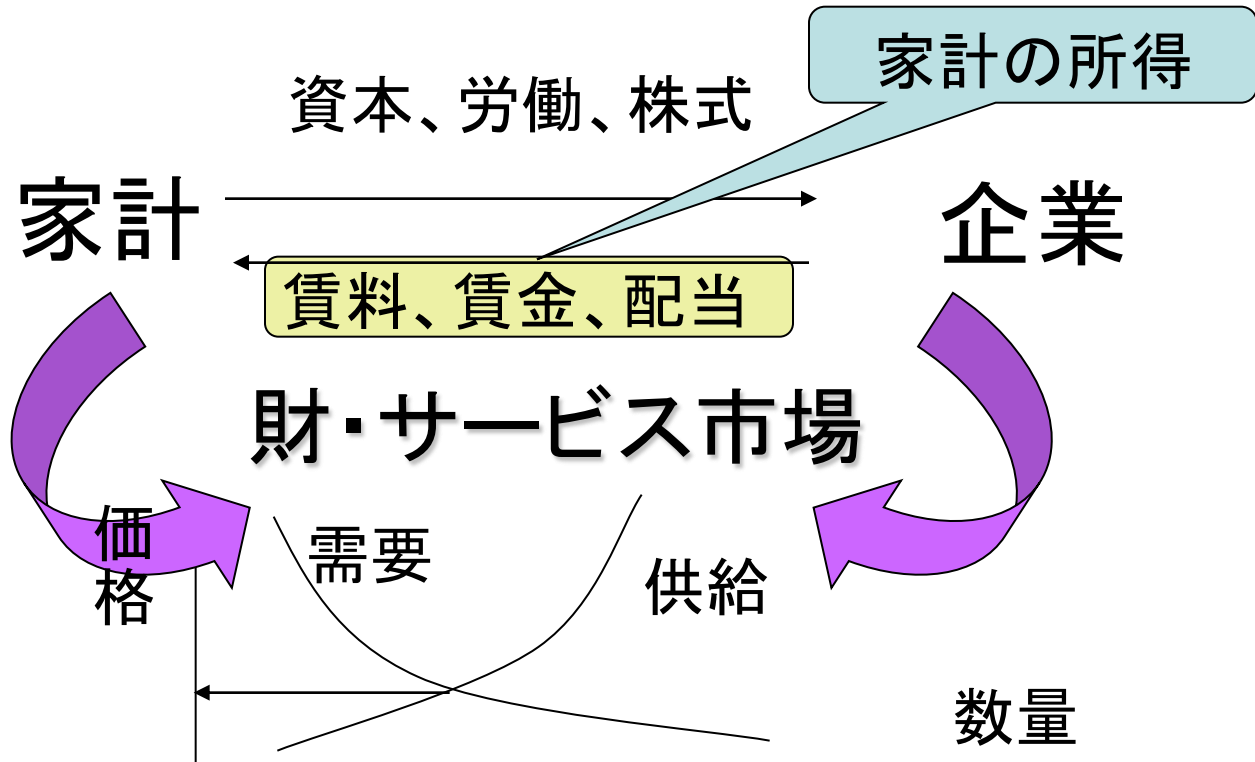 家計の所得
資本、労働、株式
家計
企業
賃料、賃金、配当
財・サービス市場
価
格
需要
供給
数量